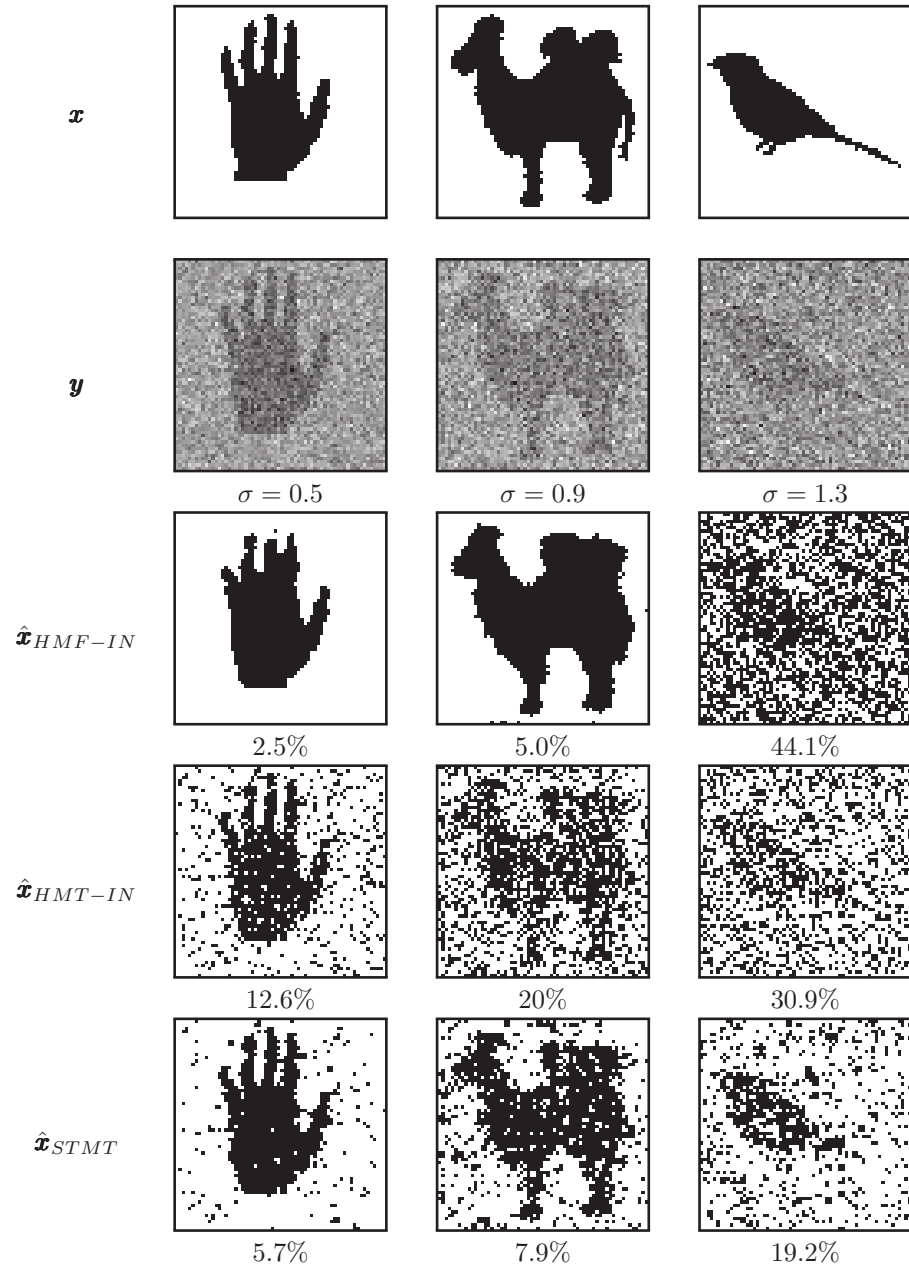 x
y
σ = 0.5 σ = 0.9 σ = 1.3
x̂_{HMF−IN}
2.5% 5.0% 44.1%
x̂_{HMT−IN}
12.6% 20% 30.9%
x̂_{STMT}
5.7% 7.9% 19.2%